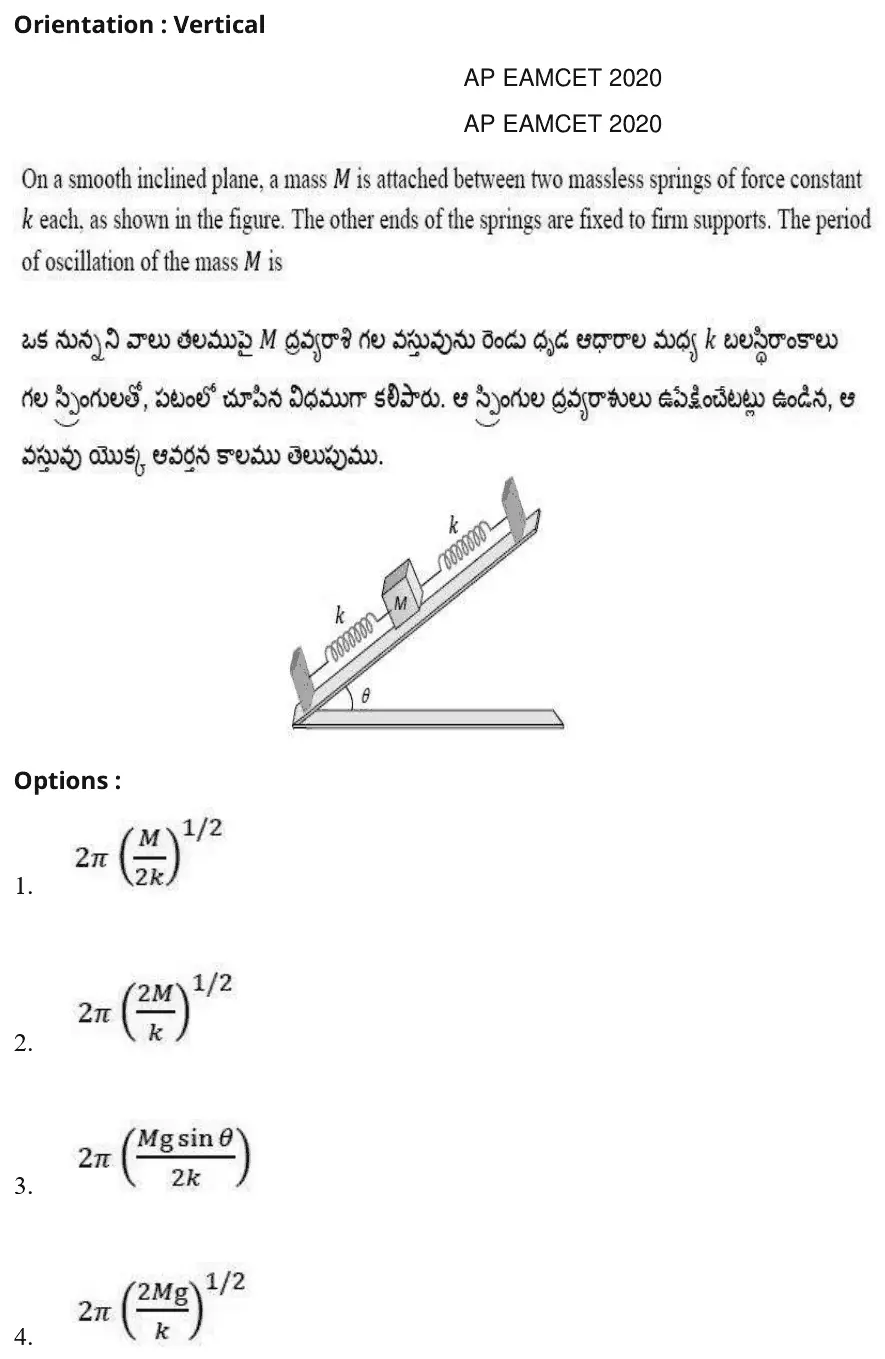 Orientation : Vertical
AP EAMCET 2020
AP EAMCET 2020
On a smooth inclined plane, a mass M is attached between two massless springs of force constant
k each, as shown in the figure. The other ends of the springs are fixed to firm supports. The period
of oscillation of the mass M is
ఒక నున్నని వాలు తలముపై M ద్రవ్యరాశి గల వస్తువును రెండు ధృడ ఆధారాల మధ్య k బలస్థిరాంకాలు
గల స్ప్రింగులతో, పటంలో చూపిన విధముగా కలిపారు. ఆ స్ప్రింగుల ద్రవ్యరాశులు ఉపేక్షించేటట్లు ఉండిన, ఆ
వస్తువు యొక్క ఆవర్తన కాలము తెలుపుము.
k
M
k
θ
Options :
1. 2π (M/2k)^1/2
2. 2π (2M/k)^1/2
3. 2π (Mg sin θ/2k)
4. 2π (2Mg/k)^1/2